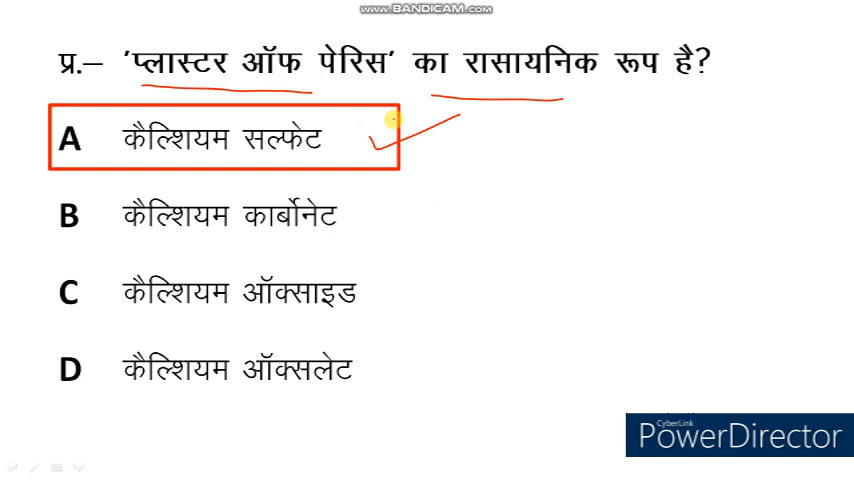 WWW.BANDICAM.COM
प्र.– 'प्लास्टर ऑफ पेरिस' का रासायनिक रूप है?
A कैल्शियम सल्फेट
B कैल्शियम कार्बोनेट
C कैल्शियम ऑक्साइड
D कैल्शियम ऑक्सलेट
CyberLink
PowerDirector